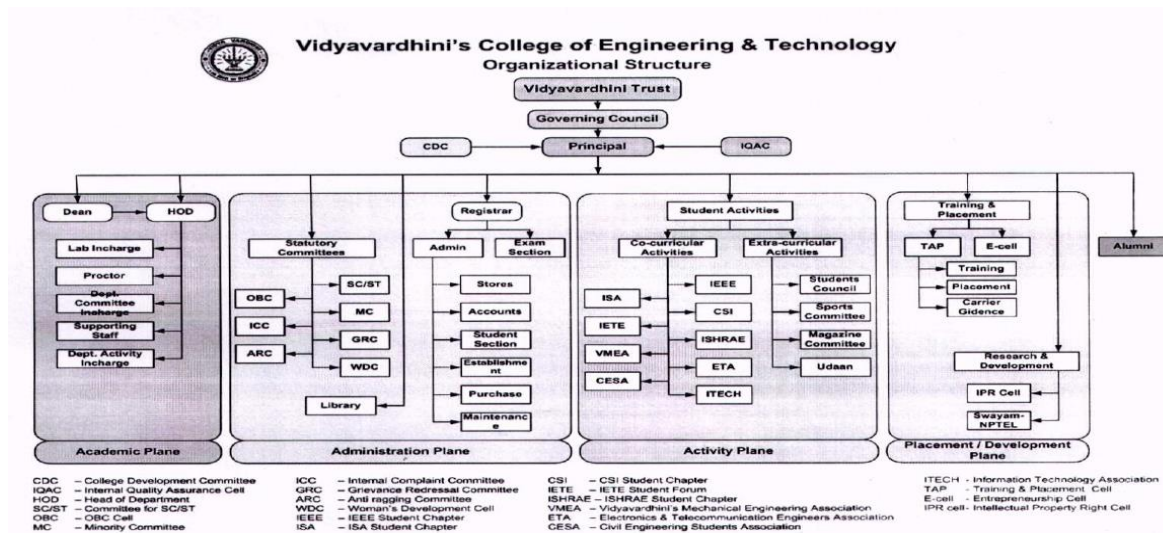 Vidyavardhini's College of Engineering & Technology
Organizational Structure
Vidyavardhini Trust
Governing Council
CDC
Principal
IQAC
Dean
HOD
Lab Incharge
Proctor
Dept.
Committee
Incharge
Supporting
Staff
Dept. Activity
Incharge
Academic Plane
Registrar
Statutory
Committees
Admin
Exam
Section
SC/ST
OBC
MC
ICC
GRC
ARC
WDC
Library
Stores
Accounts
Student
Section
Establishme
nt
Purchase
Maintenanc
e
Administration Plane
Student Activities
Co-curricular
Activities
Extra-curricular
Activities
IEEE
ISA
CSI
IETE
ISHRAE
VMEA
ETA
CESA
ITECH
Students
Council
Sports
Committee
Magazine
Committee
Udaan
Activity Plane
Training &
Placement
TAP
E-cell
Training
Placement
Carrier
Gidence
Research &
Development
IPR Cell
Swayam-
NPTEL
Placement / Development
Plane
Alumni
CDC – College Development Committee
IQAC – Internal Quality Assurance Cell
HOD – Head of Department
SC/ST – Committee for SC/ST
OBC – OBC Cell
MC – Minority Committee
ICC – Internal Complaint Committee
GRC – Grievance Redressal Committee
ARC – Anti ragging Committee
WDC – Woman's Development Cell
IEEE – IEEE Student Chapter
ISA – ISA Student Chapter
CSI – CSI Student Chapter
IETE – IETE Student Forum
ISHRAE – ISHRAE Student Chapter
VMEA – Vidyavardhini's Mechanical Engineering Association
ETA – Electronics & Telecommunication Engineers Association
CESA – Civil Engineering Students Association
ITECH - Information Technology Association
TAP - Training & Placement Cell
E-cell - Entrepreneurship Cell
IPR cell - Intellectual Property Right Cell